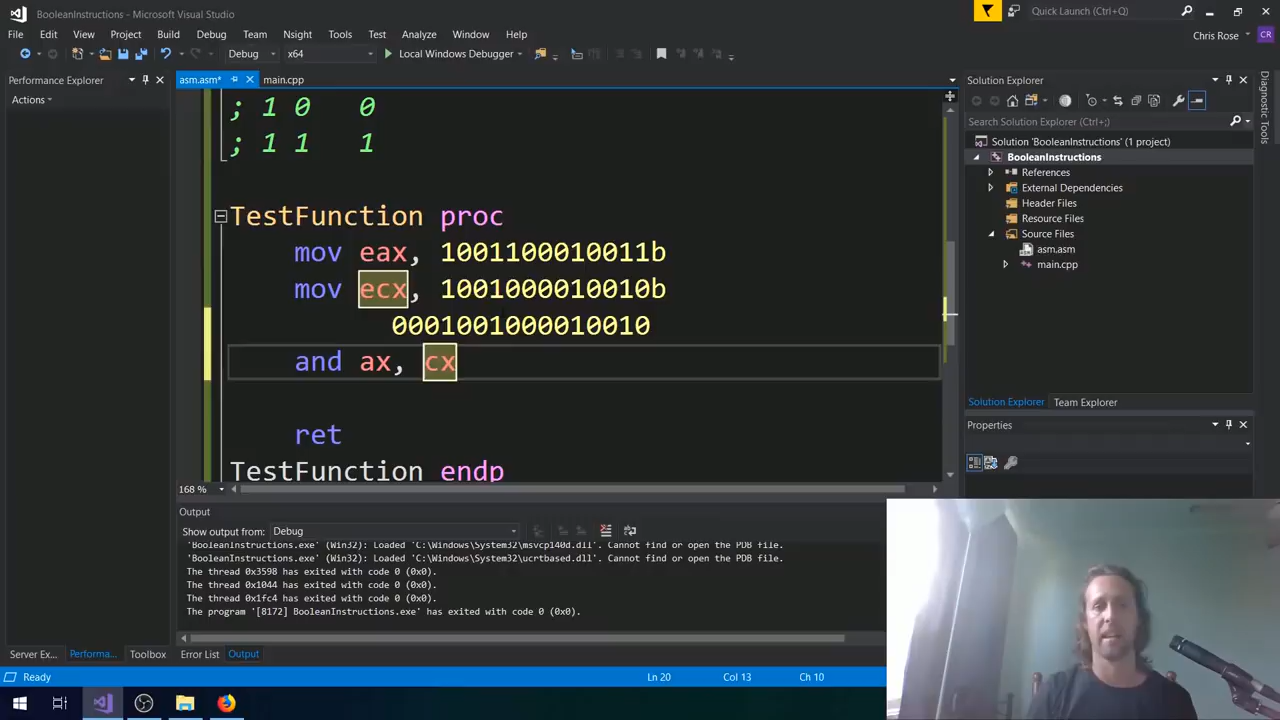 BooleanInstructions - Microsoft Visual Studio
Quick Launch (Ctrl+Q)
File Edit View Project Build Debug Team Nsight Tools Test Analyze Window Help
Chris Rose
CR
Debug x64 Local Windows Debugger
Performance Explorer
Actions
asm.asm* main.cpp
; 1 0 0
; 1 1 1
TestFunction proc
mov eax, 1001100010011b
mov ecx, 1001000010010b
0001001000010010
and ax, cx
ret
TestFunction endp
168 %
Solution Explorer
Search Solution Explorer (Ctrl+;)
Solution 'BooleanInstructions' (1 project)
BooleanInstructions
References
External Dependencies
Header Files
Resource Files
Source Files
asm.asm
main.cpp
Solution Explorer Team Explorer
Properties
Diagnostic Tools
Output
Show output from: Debug
'BooleanInstructions.exe' (Win32): Loaded 'C:\Windows\System32\msvcp140d.dll'. Cannot find or open the PDB file.
'BooleanInstructions.exe' (Win32): Loaded 'C:\Windows\System32\ucrtbased.dll'. Cannot find or open the PDB file.
The thread 0x3598 has exited with code 0 (0x0).
The thread 0x1044 has exited with code 0 (0x0).
The thread 0x1fc4 has exited with code 0 (0x0).
The program '[8172] BooleanInstructions.exe' has exited with code 0 (0x0).
Server Ex... Performa... Toolbox Error List Output
Ready Ln 20 Col 13 Ch 10